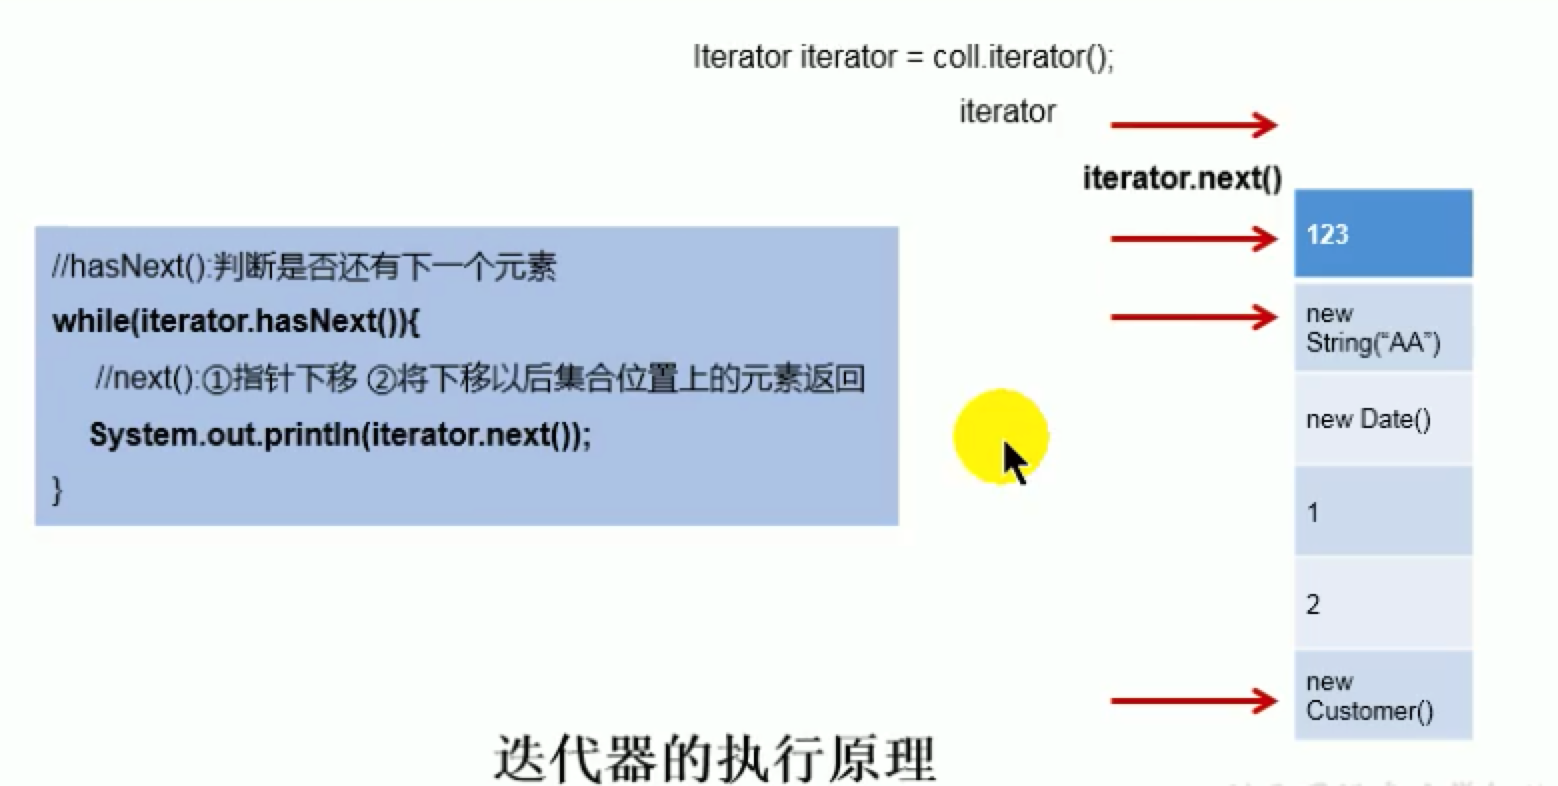 Iterator iterator = coll.iterator();
iterator
iterator.next()
//hasNext():判断是否还有下一个元素
while(iterator.hasNext()){
//next():①指针下移 ②将下移以后集合位置上的元素返回
System.out.println(iterator.next());
}
123
new
String(“AA”)
new Date()
1
2
new
Customer()
迭代器的执行原理